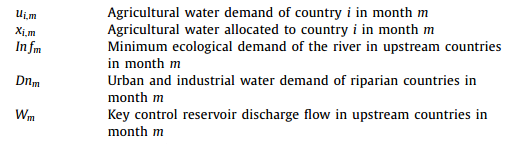 u_{i,m} Agricultural water demand of country i in month m
x_{i,m} Agricultural water allocated to country i in month m
Inf_m Minimum ecological demand of the river in upstream countries
in month m
Dn_m Urban and industrial water demand of riparian countries in
month m
W_m Key control reservoir discharge flow in upstream countries in
month m